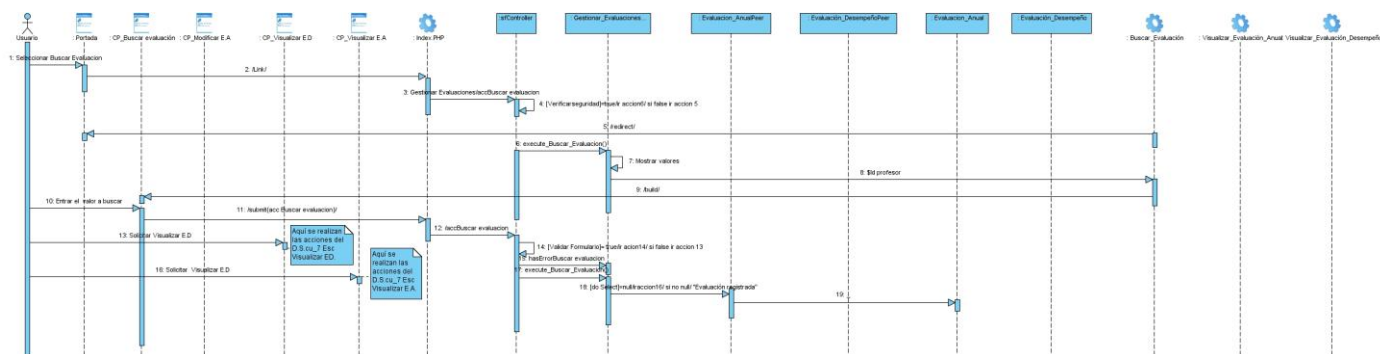 : sfController
Gestionar_Evaluaciones...
: Evaluacion_AnualPeer
: Evaluación_DesempeñoPeer
: Evaluacion_Anual
: Evaluación_Desempeño
Usuario
: Portada
: CP_Buscar evaluación
: CP_Modificar E.A
: CP_Visualizar E.D
: CP_Visualizar E.A
: Index.PHP
: Buscar_Evaluación
: Visualizar_Evaluación_Anual
Visualizar_Evaluación_Desempeño
1: Seleccionar Buscar Evaluacion
2: /Link/
3: Gestionar Evaluaciones/accBuscar evaluacion
4: [Verificarseguridad]=true/ir accion6/ si false ir accion 5
5: /redirect/
6: execute_Buscar_Evaluacion()
7: Mostrar valores
8: $Id profesor
9: /build/
10: Entrar el valor a buscar
11: /submit(acc Buscar evaluacion)/
12: /accBuscar evaluacion
13: Solicitar Visualizar E.D
Aquí se realizan
las acciones del
D.S.cu_7 Esc
Visualizar ED.
14: [Validar Formulario]=true/ir acion14/ si false ir accion 13
Aquí se
realizan las
acciones del
D.S.cu_7 Esc
Visualizar E.A.
hasErrorBuscar evaluacion
16: Solicitar Visualizar E.D
17: execute_Buscar_Evaluacion()
18: [do Select]=null/iraccion16/ si no null/ "Evaluación registrada"
19: